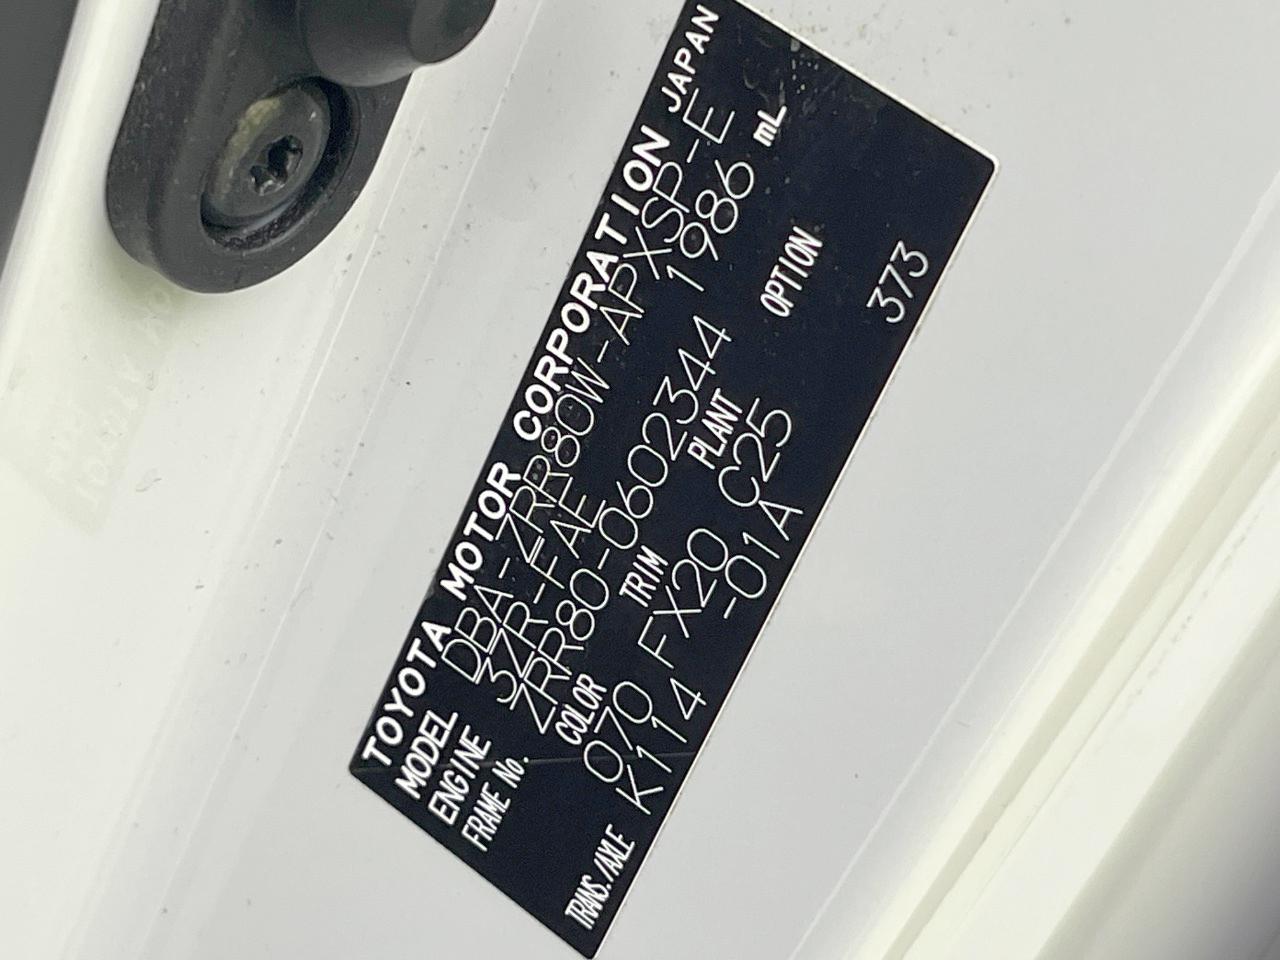 TOYOTA MOTOR CORPORATION JAPAN
MODEL DBA-ZRR80W-APXSP-E
ENGINE 3ZR-FAE 1986 mL
FRAME No. ZRR80-0602344
COLOR TRIM PLANT OPTION
070 FX20 C25 373
TRANS./AXLE K114 -01A